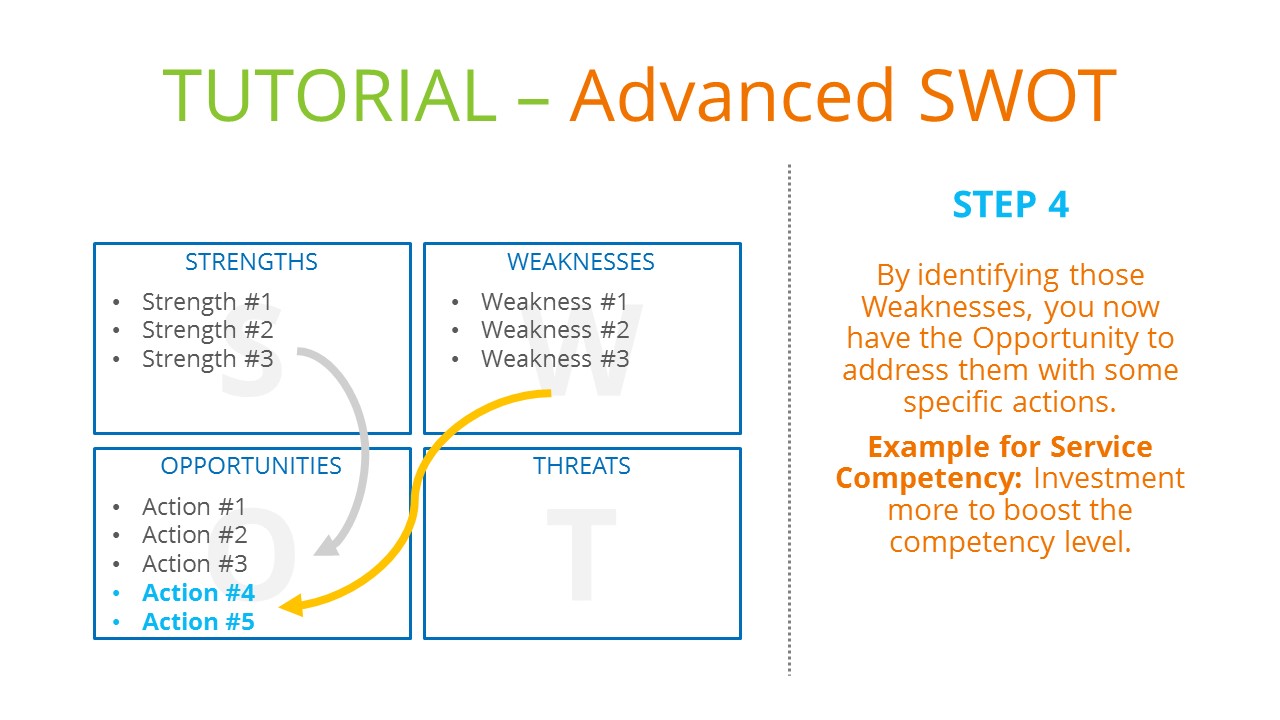 TUTORIAL – Advanced SWOT
STRENGTHS
S
• Strength #1
• Strength #2
• Strength #3
WEAKNESSES
W
• Weakness #1
• Weakness #2
• Weakness #3
OPPORTUNITIES
O
• Action #1
• Action #2
• Action #3
• Action #4
• Action #5
THREATS
T
STEP 4
By identifying those
Weaknesses, you now
have the Opportunity to
address them with some
specific actions.
Example for Service
Competency: Investment
more to boost the
competency level.